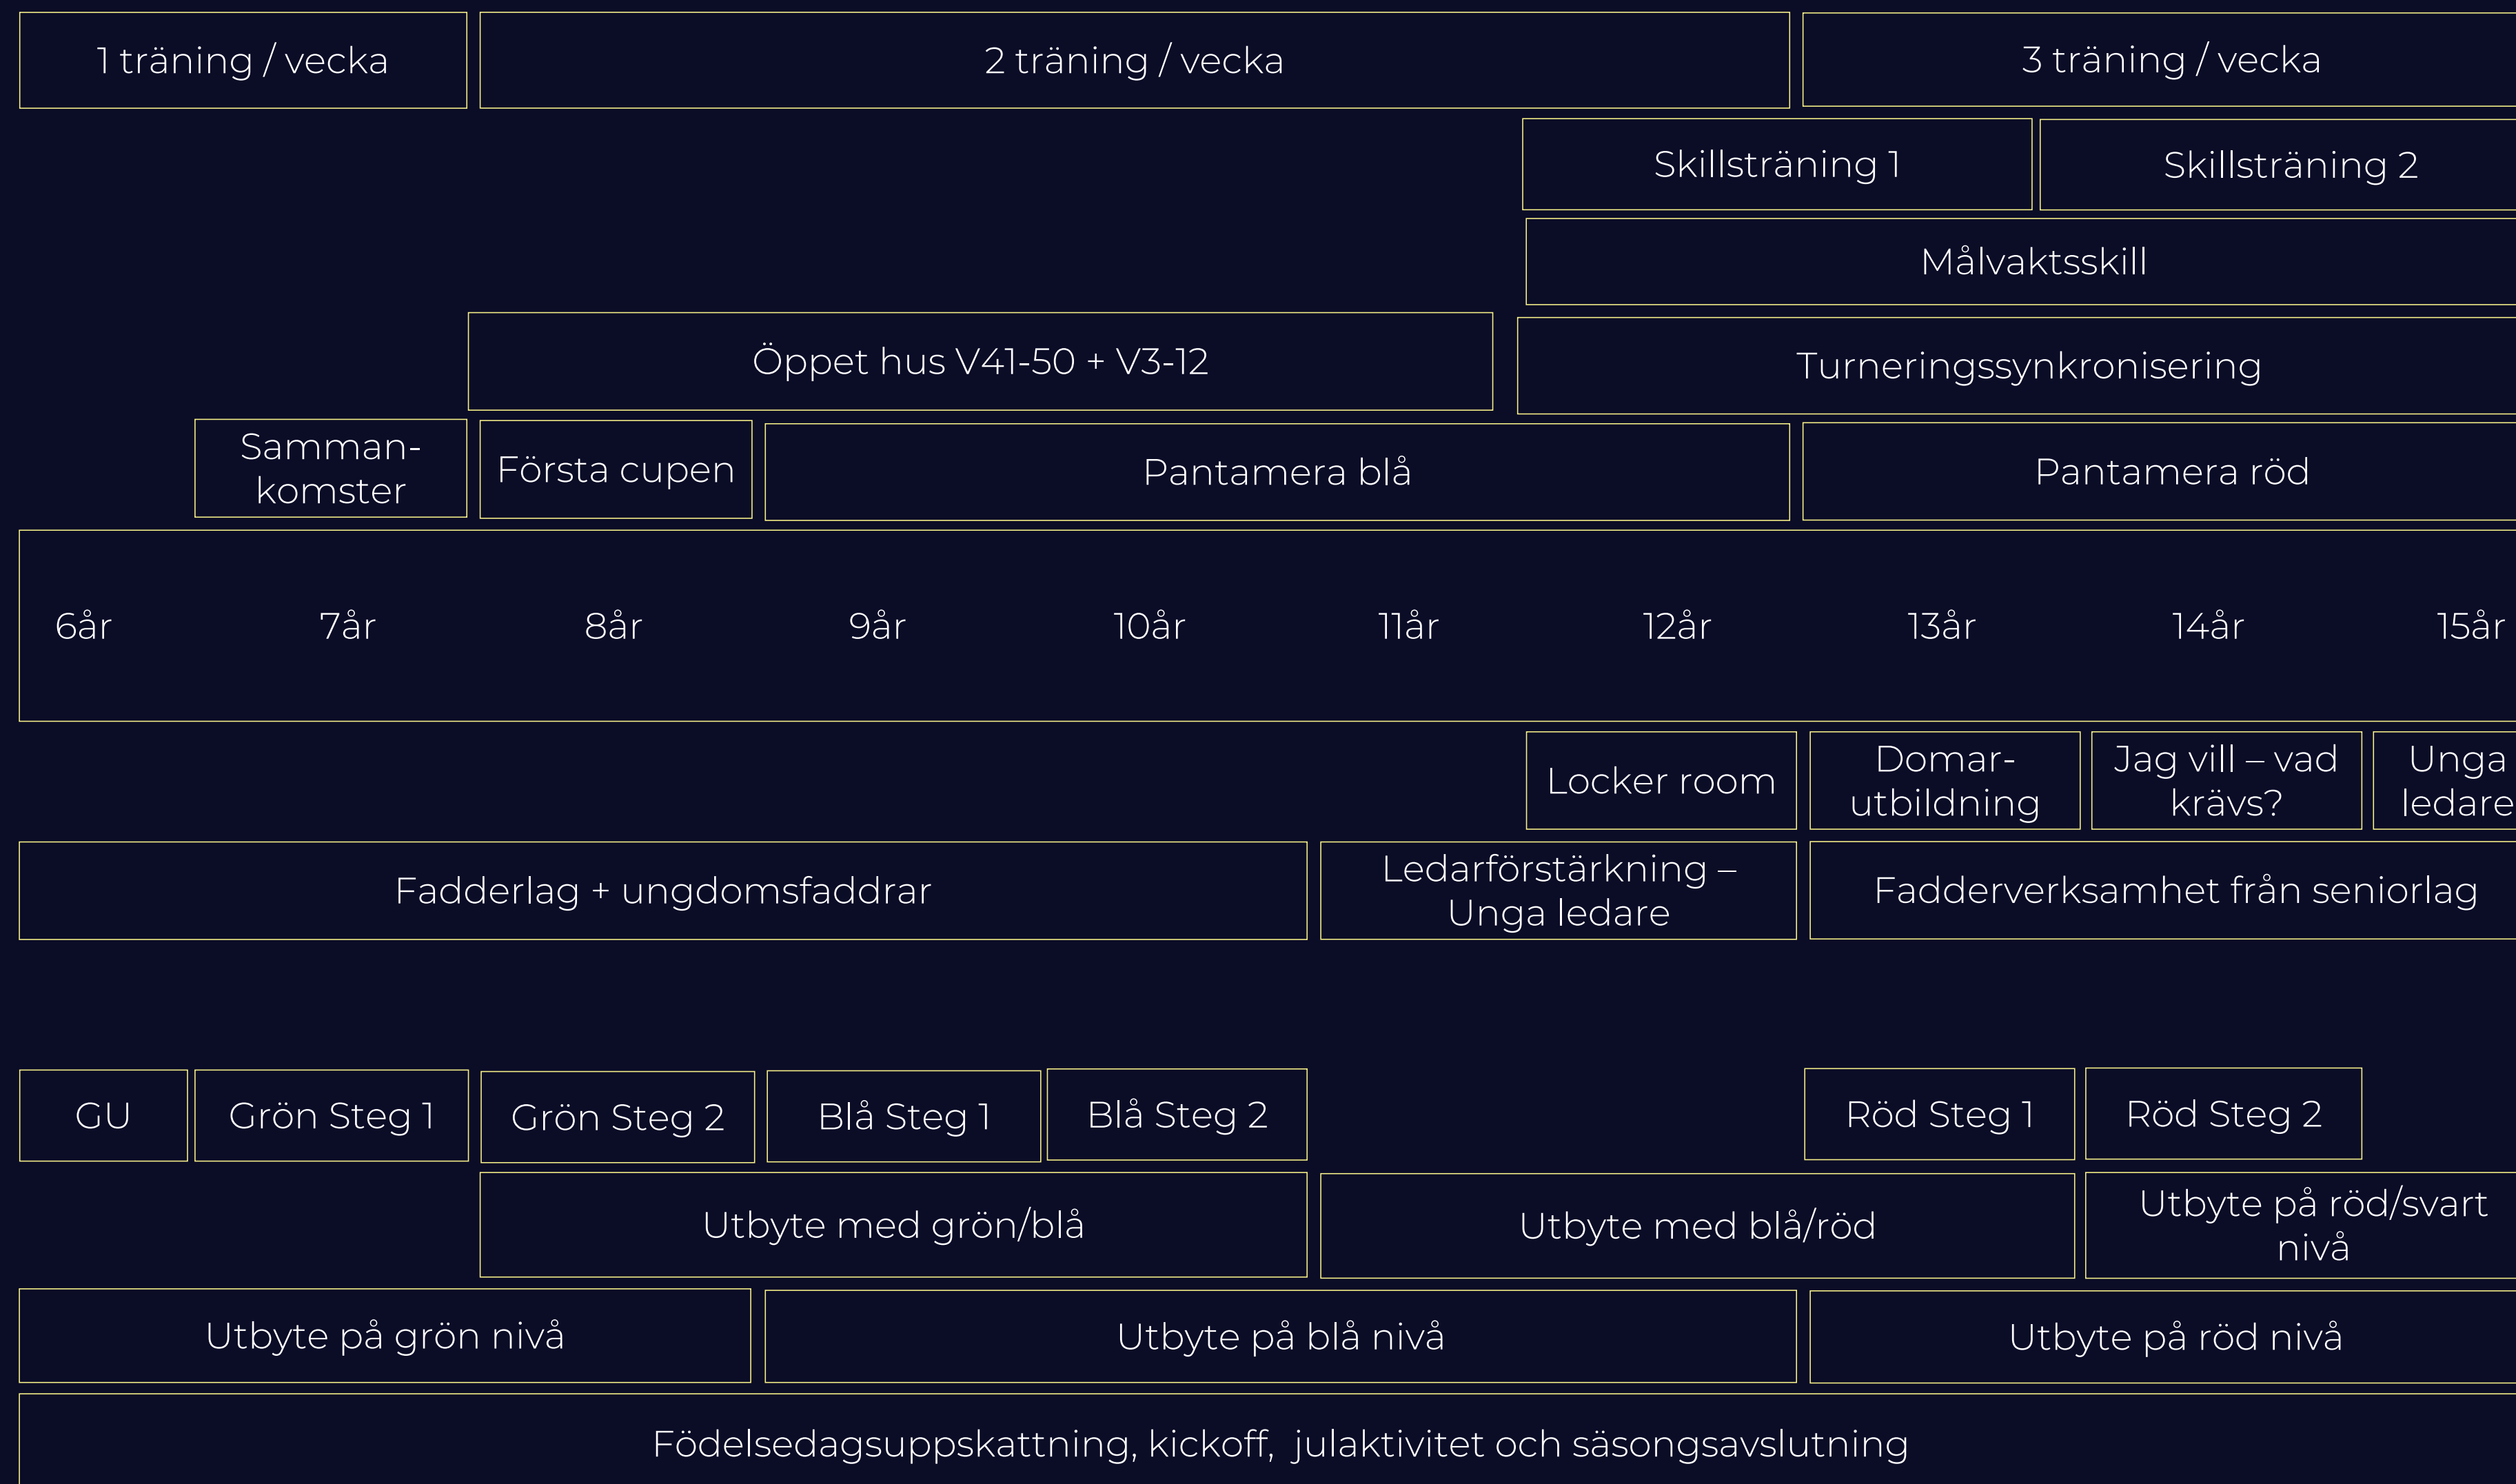 1 träning / vecka
2 träning / vecka
3 träning / vecka
Skillsträning 1
Skillsträning 2
Målvaktsskill
Öppet hus V41-50 + V3-12
Turneringssynkronisering
Samman-
komster
Första cupen
Pantamera blå
Pantamera röd
6år
7år
8år
9år
10år
11år
12år
13år
14år
15år
Locker room
Domar-
utbildning
Jag vill – vad
krävs?
Unga
ledare
Fadderlag + ungdomsfaddrar
Ledarförstärkning –
Unga ledare
Fadderverksamhet från seniorlag
GU
Grön Steg 1
Grön Steg 2
Blå Steg 1
Blå Steg 2
Röd Steg 1
Röd Steg 2
Utbyte med grön/blå
Utbyte med blå/röd
Utbyte på röd/svart
nivå
Utbyte på grön nivå
Utbyte på blå nivå
Utbyte på röd nivå
Födelsedagsuppskattning, kickoff, julaktivitet och säsongsavslutning